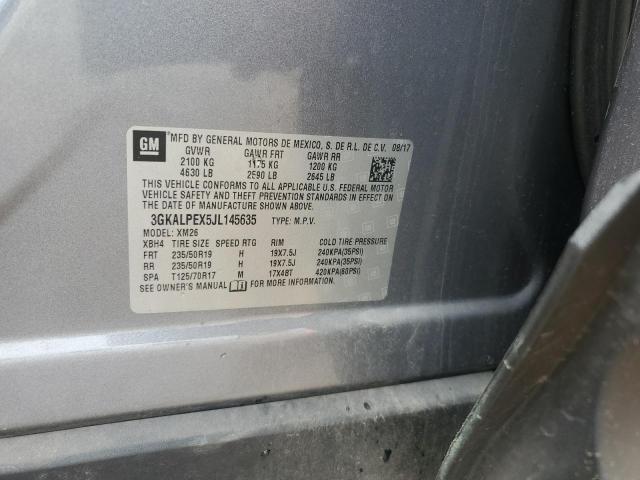 GM MFD BY GENERAL MOTORS DE MEXICO, S. DE R.L. DE C.V. 08/17
GVWR GAWR FRT GAWR RR
2100 KG 1175 KG 1200 KG
4630 LB 2590 LB 2645 LB
THIS VEHICLE CONFORMS TO ALL APPLICABLE U.S. FEDERAL MOTOR
VEHICLE SAFETY AND THEFT PREVENTION STANDARDS IN EFFECT
ON THE DATE OF MANUFACTURE SHOWN ABOVE.
3GKALPEX5JL145635 TYPE: M.P.V.
MODEL: XM26
XBH4 TIRE SIZE SPEED RTG RIM COLD TIRE PRESSURE
FRT 235/50R19 H 19X7.5J 240KPA(35PSI)
RR 235/50R19 H 19X7.5J 240KPA(35PSI)
SPA T125/70R17 M 17X4BT 420KPA(60PSI)
SEE OWNER'S MANUAL FOR MORE INFORMATION.